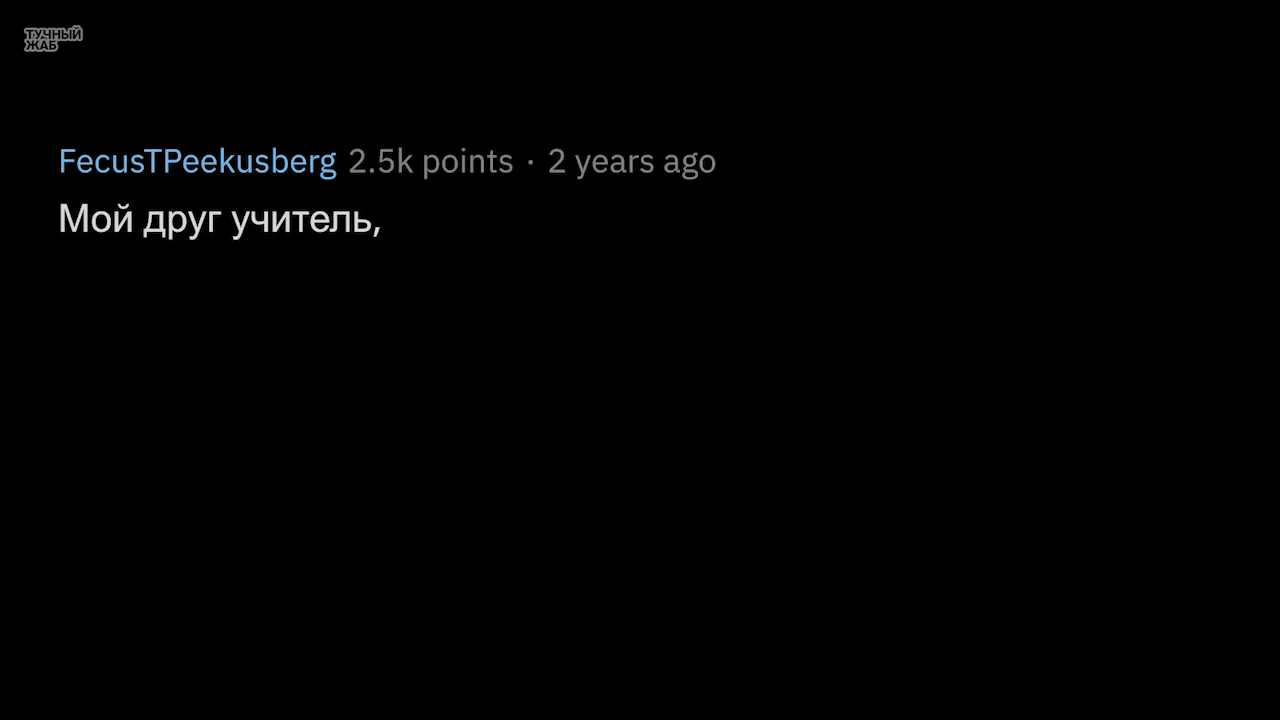 ТУЧНЫЙ
ЖАБ
FecusTPeekusberg 2.5k points · 2 years ago
Мой друг учитель,